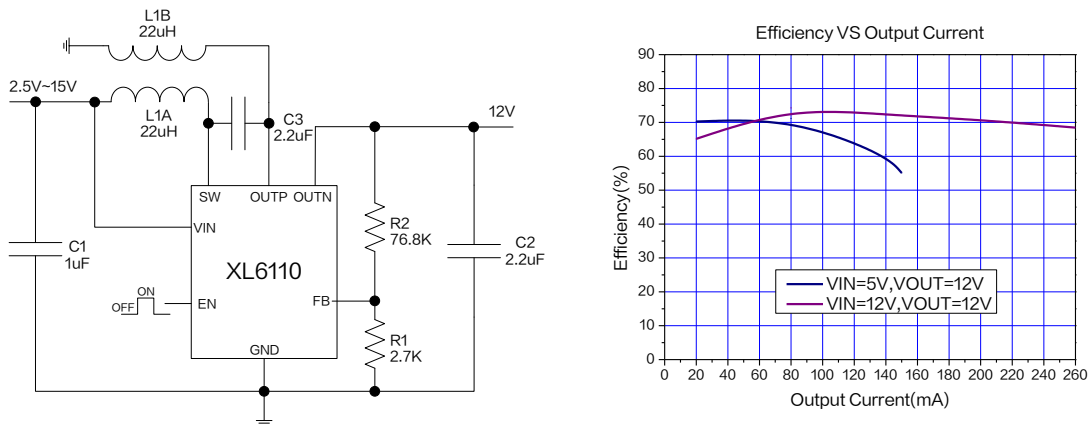 L1B
22uH
2.5V~15V
L1A
22uH
C3
2.2uF
12V
SW
OUTP
OUTN
VIN
R2
76.8K
C1
1uF
C2
2.2uF
XL6110
ON
OFF
EN
FB
R1
2.7K
GND
Efficiency VS Output Current
Efficiency(%)
90
80
70
60
50
40
30
20
10
0
VIN=5V,VOUT=12V
VIN=12V,VOUT=12V
0 20 40 60 80 100 120 140 160 180 200 220 240 260
Output Current(mA)